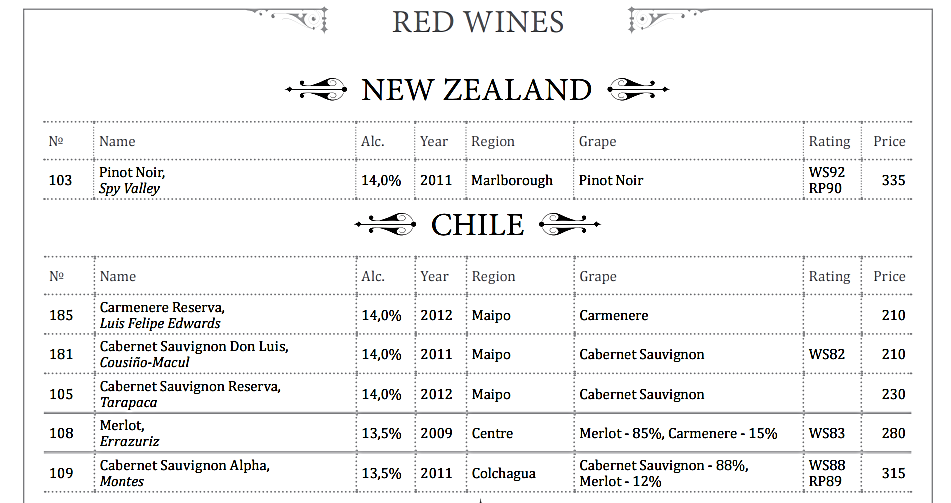 RED WINES
NEW ZEALAND
№ Name Alc. Year Region Grape Rating Price
103 Pinot Noir, Spy Valley 14,0% 2011 Marlborough Pinot Noir WS92 RP90 335
CHILE
№ Name Alc. Year Region Grape Rating Price
185 Carmenere Reserva, Luis Felipe Edwards 14,0% 2012 Maipo Carmenere 210
181 Cabernet Sauvignon Don Luis, Cousiño-Macul 14,0% 2011 Maipo Cabernet Sauvignon WS82 210
105 Cabernet Sauvignon Reserva, Tarapaca 14,0% 2012 Maipo Cabernet Sauvignon 230
108 Merlot, Errazuriz 13,5% 2009 Centre Merlot - 85%, Carmenere - 15% WS83 280
109 Cabernet Sauvignon Alpha, Montes 13,5% 2011 Colchagua Cabernet Sauvignon - 88%, Merlot - 12% WS88 RP89 315